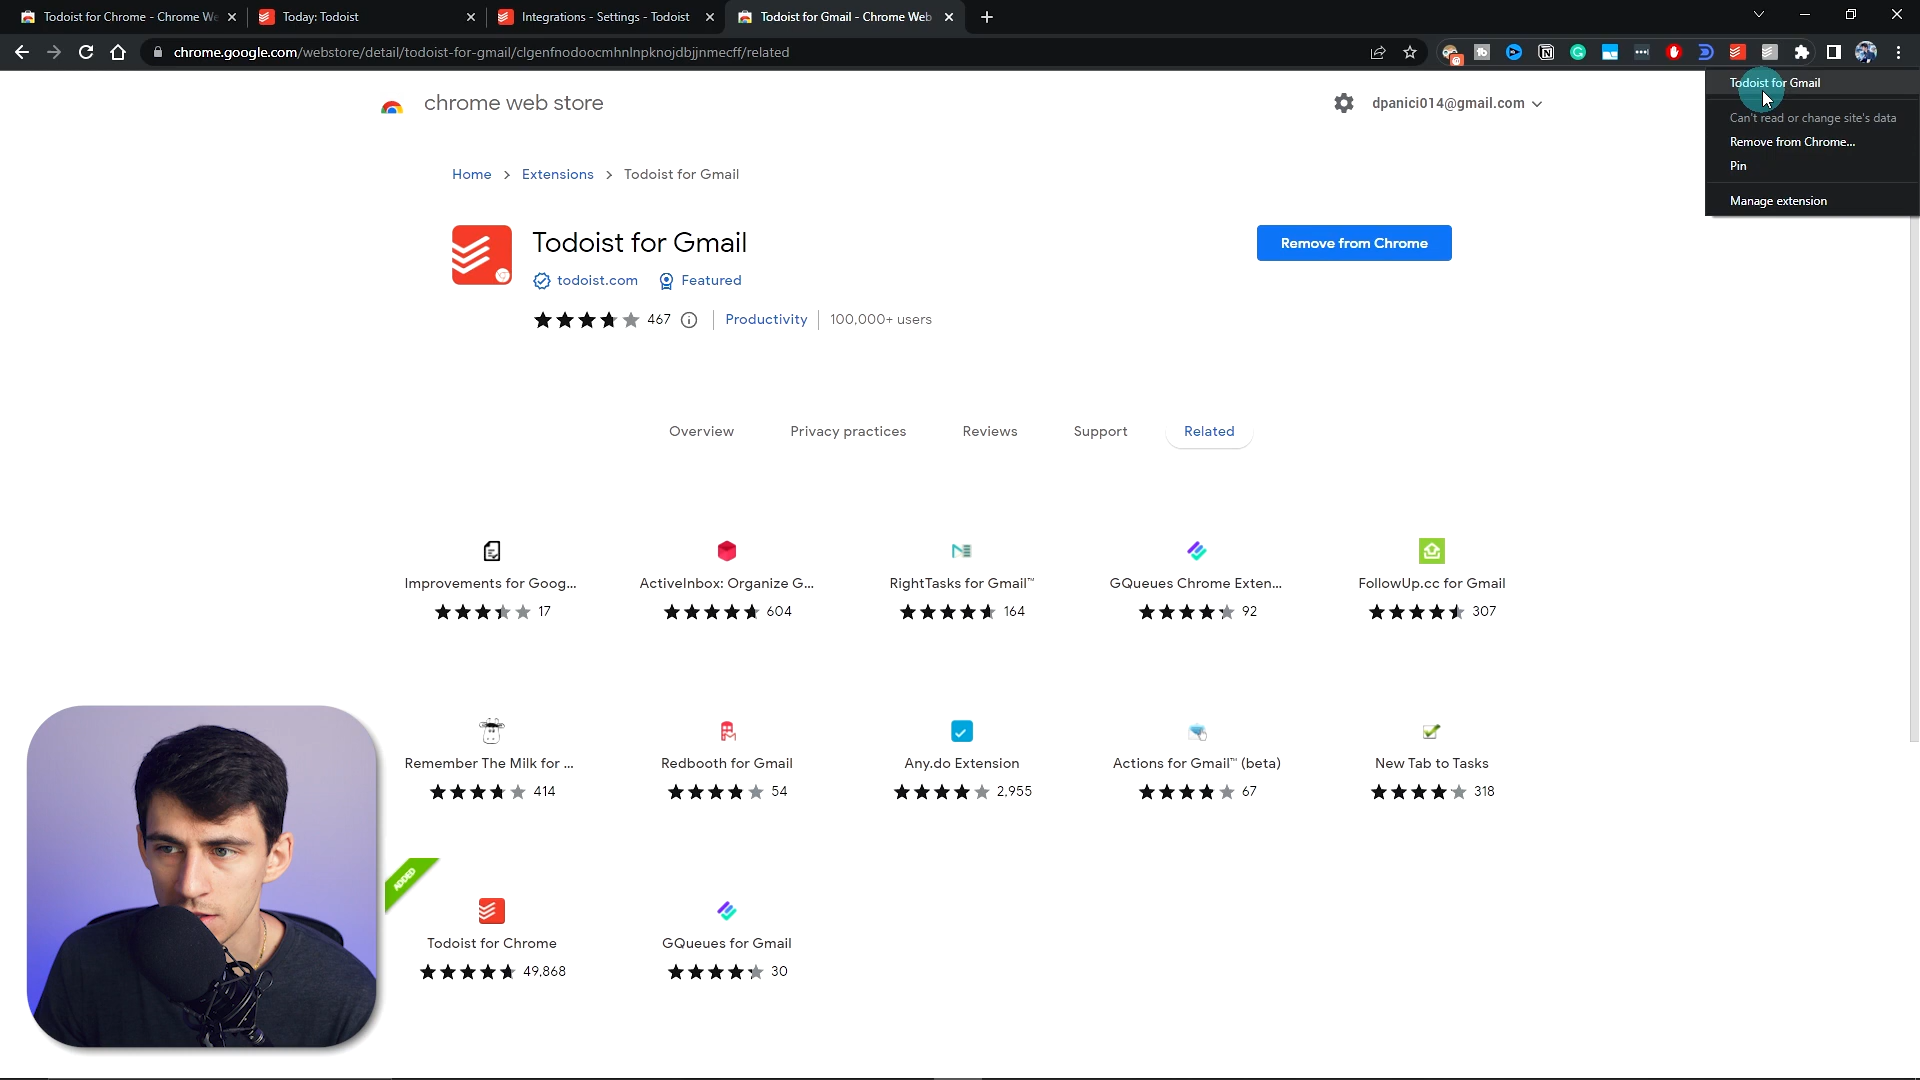 Todoist for Chrome - Chrome We
Today: Todoist
Integrations - Settings - Todoist
Todoist for Gmail - Chrome Web
chrome.google.com/webstore/detail/todoist-for-gmail/clgenfnodoocmhnlnpknojdbjjnmecff/related
Todoist for Gmail
Can't read or change site's data
Remove from Chrome...
Pin
Manage extension
chrome web store
dpanici014@gmail.com
Home > Extensions > Todoist for Gmail
Todoist for Gmail
Remove from Chrome
todoist.com Featured
467 Productivity 100,000+ users
Overview Privacy practices Reviews Support Related
Improvements for Goog... ActiveInbox: Organize G... RightTasks for Gmail™ GQueues Chrome Exten... FollowUp.cc for Gmail
17 604 164 92 307
Remember The Milk for ... Redbooth for Gmail Any.do Extension Actions for Gmail™ (beta) New Tab to Tasks
414 54 2,955 67 318
ADDED
Todoist for Chrome GQueues for Gmail
49,868 30